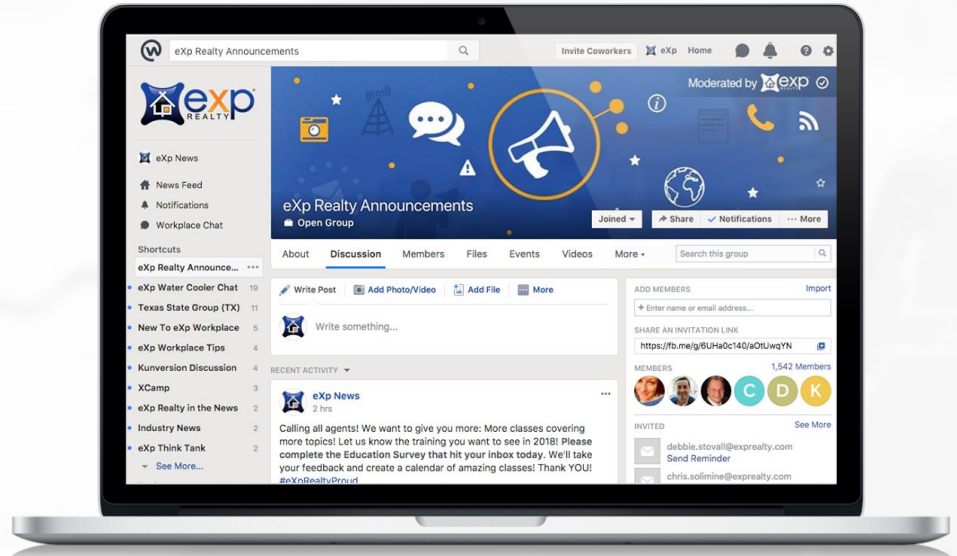 eXp Realty Announcements
Invite Coworkers
eXp
Home
exp
REALTY
eXp News
News Feed
Notifications
Workplace Chat
Shortcuts
eXp Realty Announce... •••
eXp Water Cooler Chat 19
Texas State Group (TX) 11
New To eXp Workplace 5
eXp Workplace Tips 4
Kunversion Discussion 4
XCamp 3
eXp Realty in the News 2
Industry News 2
eXp Think Tank 2
See More...
Moderated by exp
eXp Realty Announcements
Open Group
Joined
Share
Notifications
••• More
About Discussion Members Files Events Videos More
Search this group
Write Post
Add Photo/Video
Add File
More
Write something...
RECENT ACTIVITY
eXp News
2 hrs
Calling all agents! We want to give you more: More classes covering
more topics! Let us know the training you want to see in 2018! Please
complete the Education Survey that hit your inbox today. We'll take
your feedback and create a calendar of amazing classes! Thank YOU!
#eXpRealtyProud
ADD MEMBERS Import
+ Enter name or email address...
SHARE AN INVITATION LINK
https://fb.me/g/6UHa0c140/aOtUwqYN
MEMBERS 1,542 Members
C D K
INVITED See More
debbie.stovall@exprealty.com
Send Reminder
chris.solimine@exprealty.com